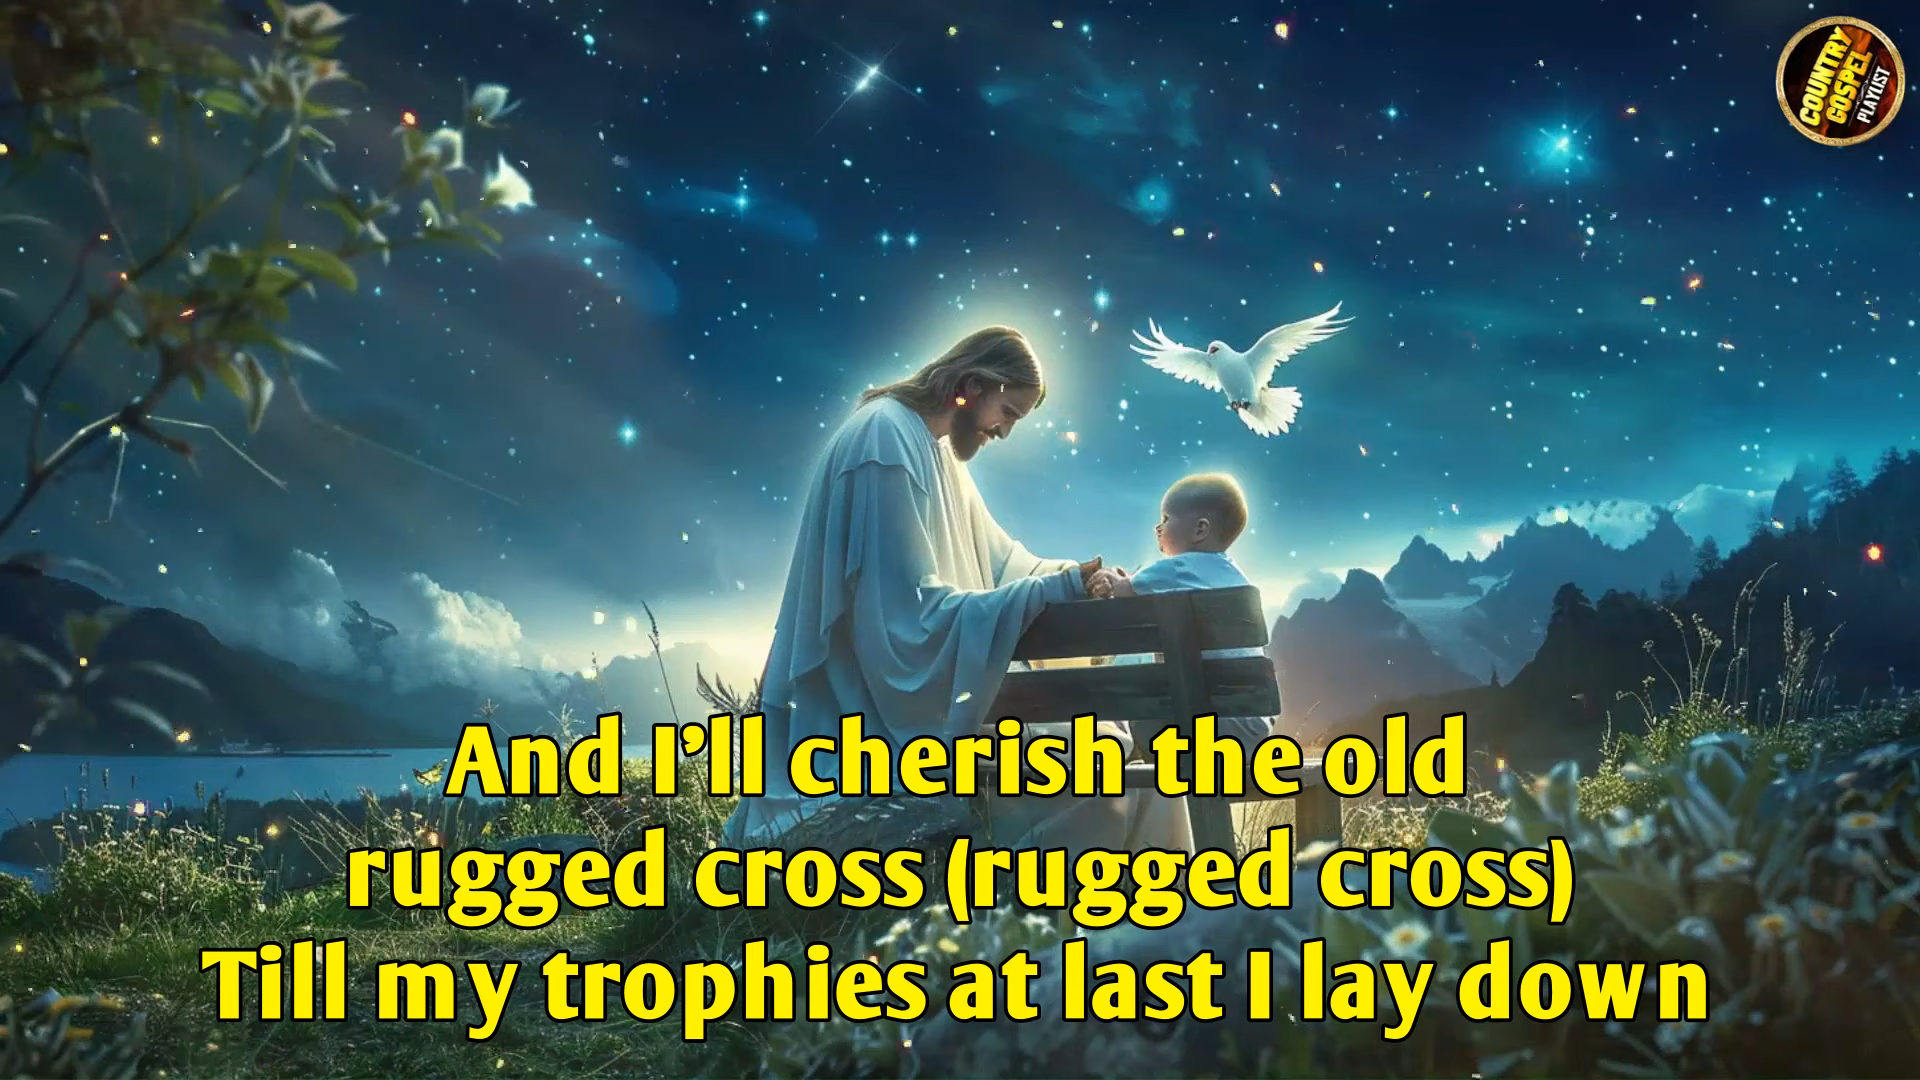 COUNTRY
GOSPEL
PLAYLIST
And I'll cherish the old
rugged cross (rugged cross)
Till my trophies at last I lay down